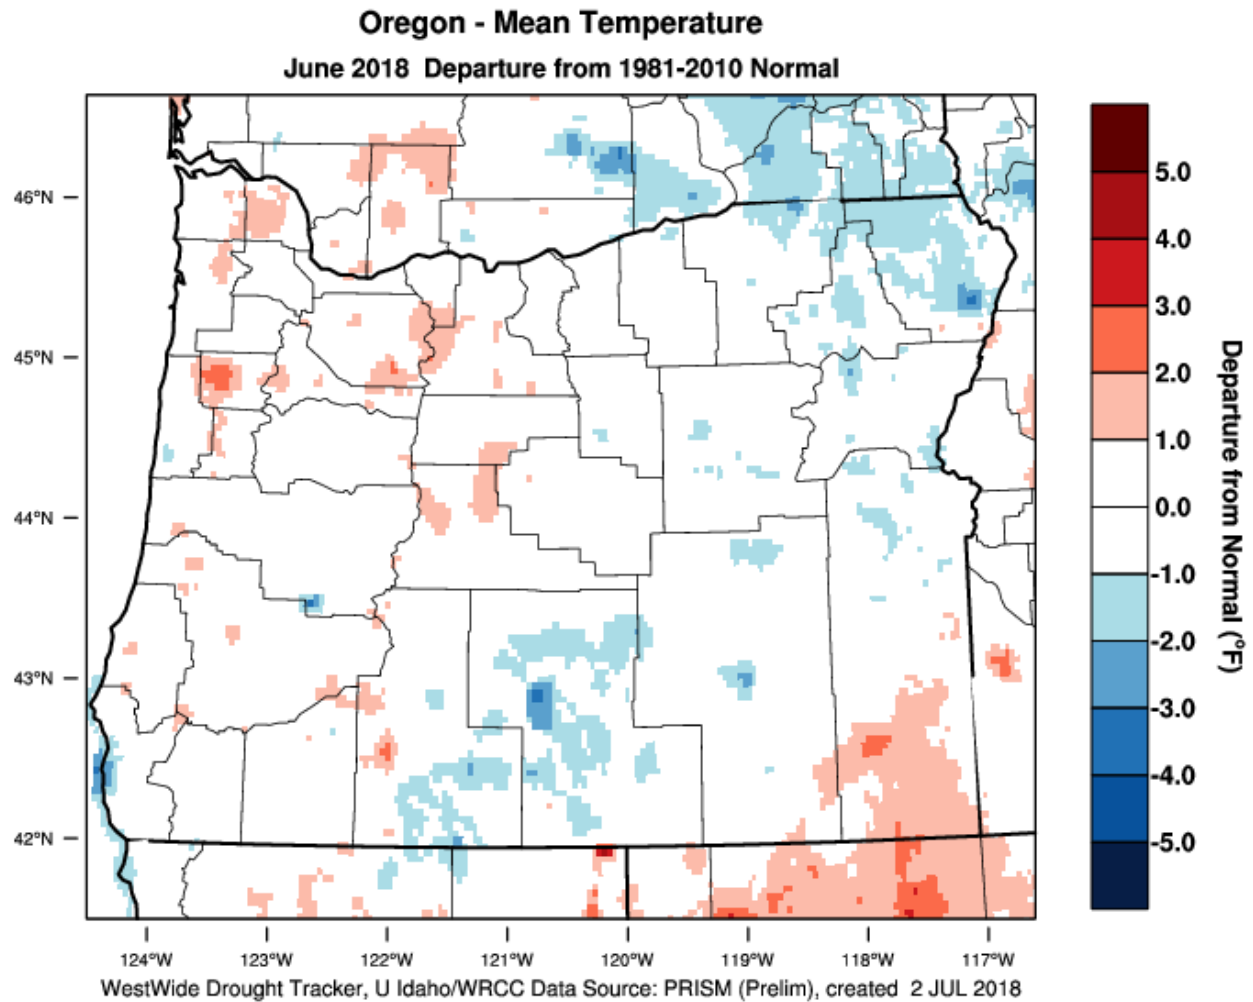 Oregon - Mean Temperature
June 2018 Departure from 1981-2010 Normal
46°N
45°N
44°N
43°N
42°N
124°W
123°W
122°W
121°W
120°W
119°W
118°W
117°W
5.0
4.0
3.0
2.0
1.0
0.0
-1.0
-2.0
-3.0
-4.0
-5.0
Departure from Normal (°F)
WestWide Drought Tracker, U Idaho/WRCC Data Source: PRISM (Prelim), created 2 JUL 2018